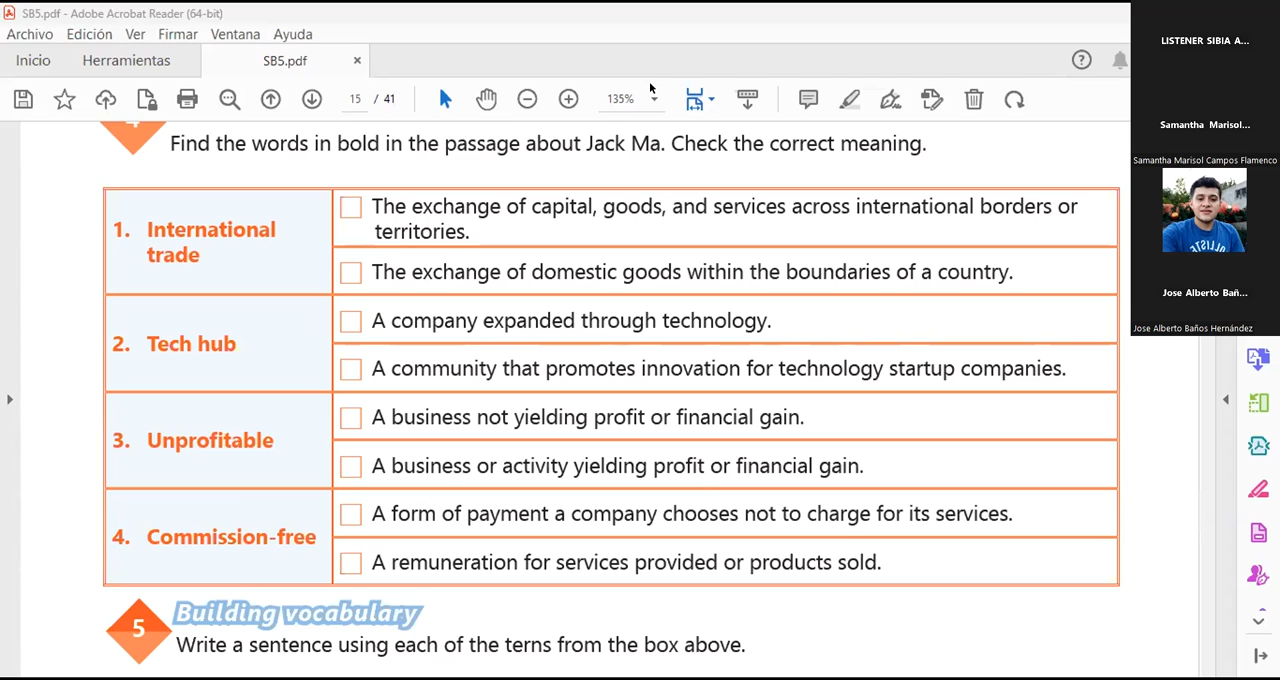 SB5.pdf - Adobe Acrobat Reader (64-bit)
Archivo Edición Ver Firmar Ventana Ayuda
Inicio Herramientas SB5.pdf ×
15 / 41 135%
Find the words in bold in the passage about Jack Ma. Check the correct meaning.
1. International trade
The exchange of capital, goods, and services across international borders or
territories.
The exchange of domestic goods within the boundaries of a country.
2. Tech hub
A company expanded through technology.
A community that promotes innovation for technology startup companies.
3. Unprofitable
A business not yielding profit or financial gain.
A business or activity yielding profit or financial gain.
4. Commission-free
A form of payment a company chooses not to charge for its services.
A remuneration for services provided or products sold.
5 Building vocabulary
Write a sentence using each of the terns from the box above.
LISTENER SIBIA A...
Samantha Marisol...
Samantha Marisol Campos Flamenco
Jose Alberto Bañ...
Jose Alberto Baños Hernández